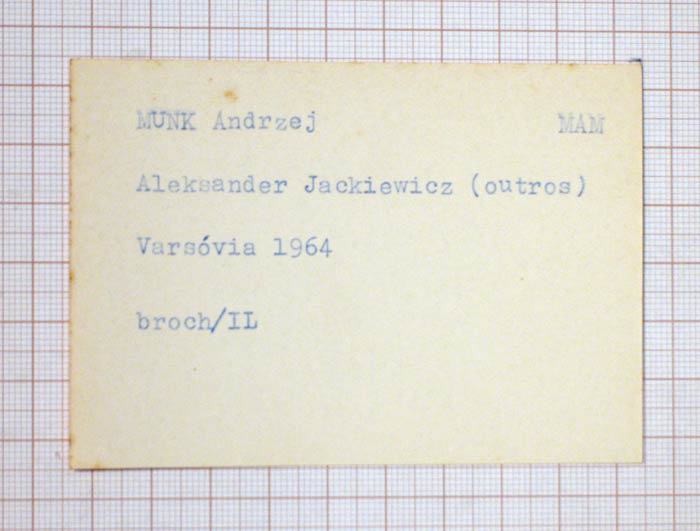 MUNK Andrzej MAM
Aleksander Jackiewicz (outros)
Varsóvia 1964
broch/IL